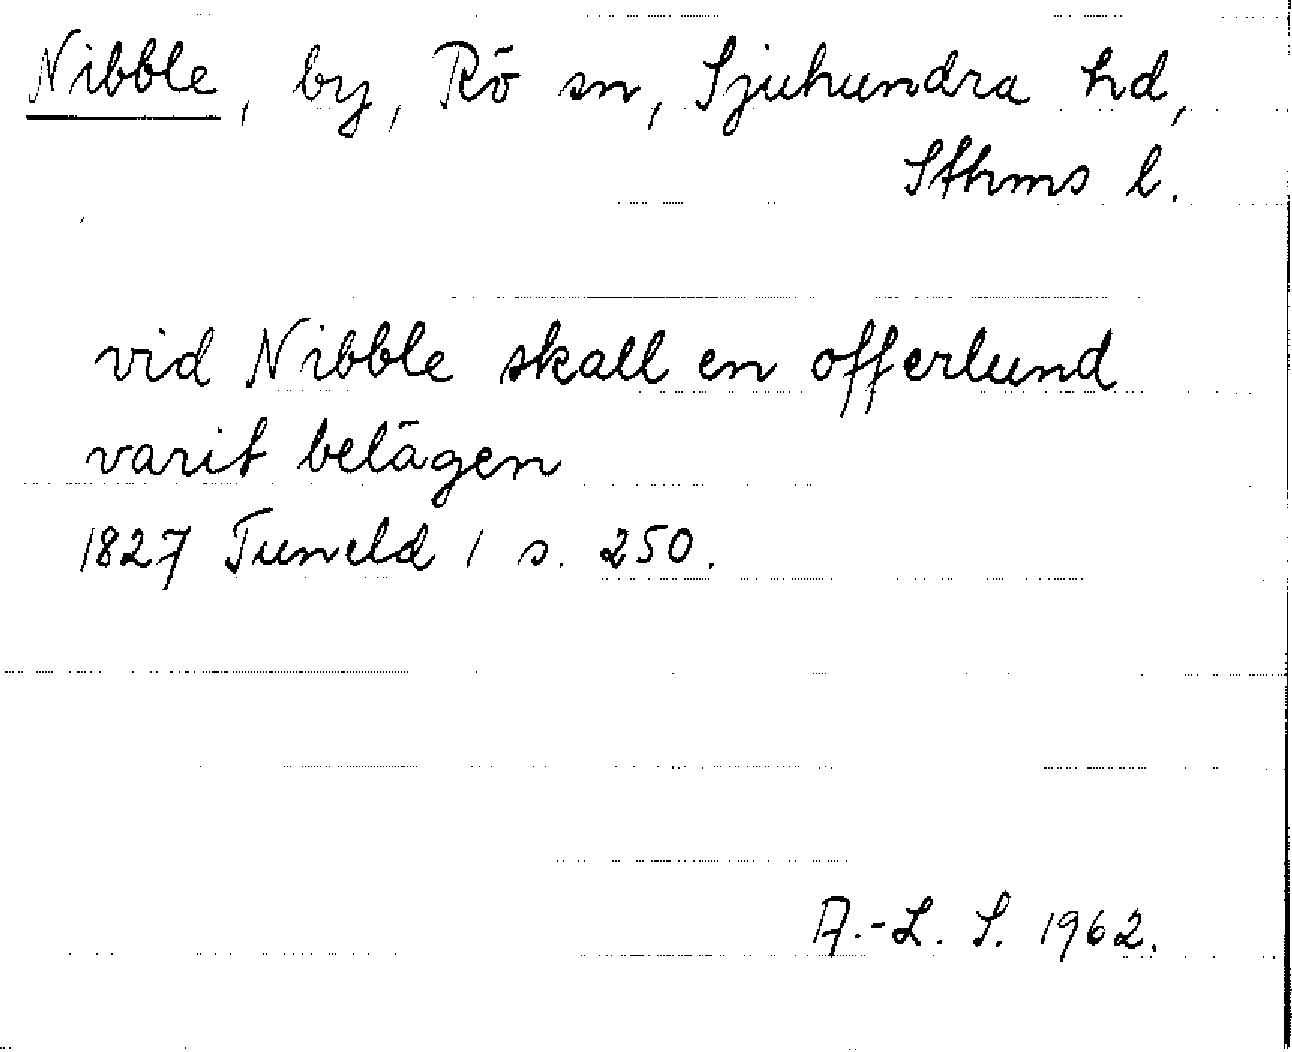 Nibble, by, Rö sn, Sjuhundra hd,
Sthms l.
vid Nibble skall en offerlund
varit belägen
1827 Tuneld 1 s. 250.
A.-L. S. 1962.